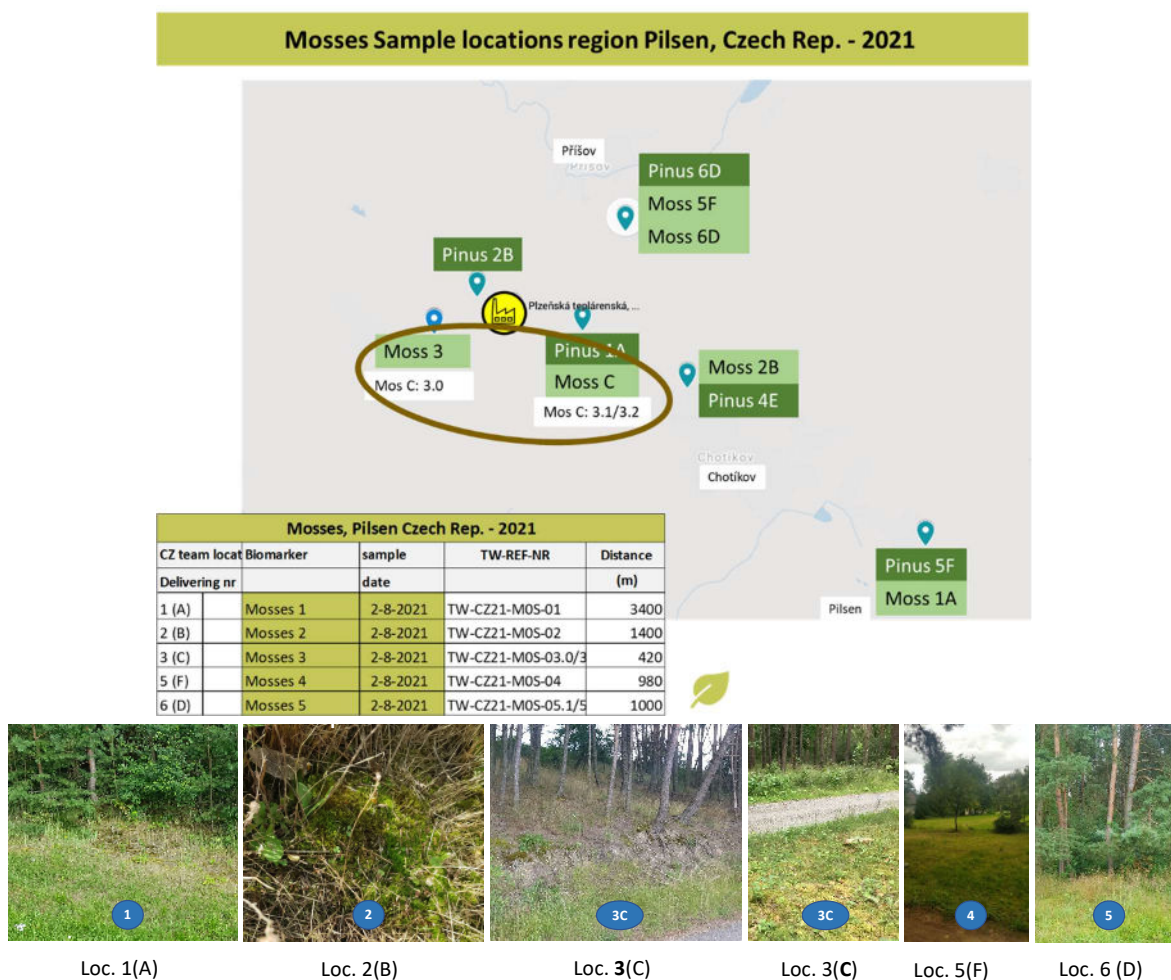 Mosses Sample locations region Pilsen, Czech Rep. - 2021
Příšov
Příšov
Pinus 6D
Moss 5F
Moss 6D
Pinus 2B
Plzeňská teplárenská, ...
Moss 3
Mos C: 3.0
Pinus 1A
Moss C
Mos C: 3.1/3.2
Moss 2B
Pinus 4E
Chotíkov
Chotíkov
Pinus 5F
Moss 1A
Pilsen
Mosses, Pilsen Czech Rep. - 2021
CZ team locat Biomarker sample TW-REF-NR Distance
Delivering nr date (m)
1 (A) Mosses 1 2-8-2021 TW-CZ21-M0S-01 3400
2 (B) Mosses 2 2-8-2021 TW-CZ21-M0S-02 1400
3 (C) Mosses 3 2-8-2021 TW-CZ21-M0S-03.0/3 420
5 (F) Mosses 4 2-8-2021 TW-CZ21-M0S-04 980
6 (D) Mosses 5 2-8-2021 TW-CZ21-M0S-05.1/5 1000
1 2 3C 3C 4 5
Loc. 1(A) Loc. 2(B) Loc. 3(C) Loc. 3(C) Loc. 5(F) Loc. 6 (D)